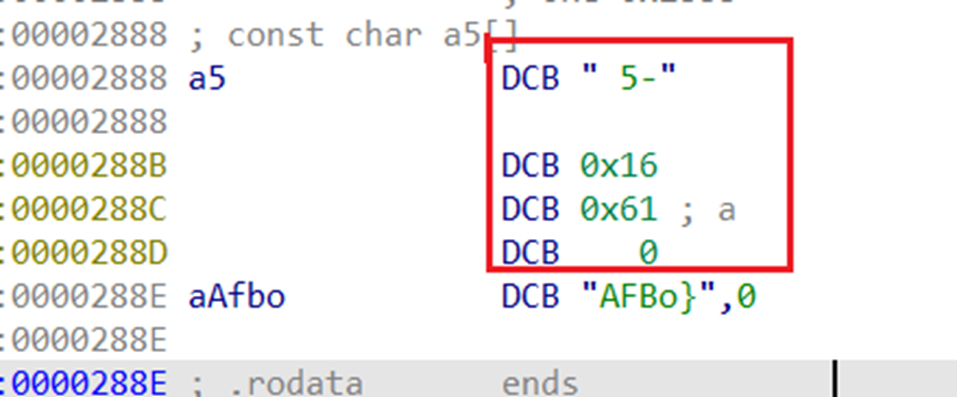 :00002888 ; const char a5[]
:00002888 a5 DCB " 5-"
:00002888
:0000288B DCB 0x16
:0000288C DCB 0x61 ; a
:0000288D DCB 0
:0000288E aAfbo DCB "AFBo}",0
:0000288E
:0000288E ; .rodata ends